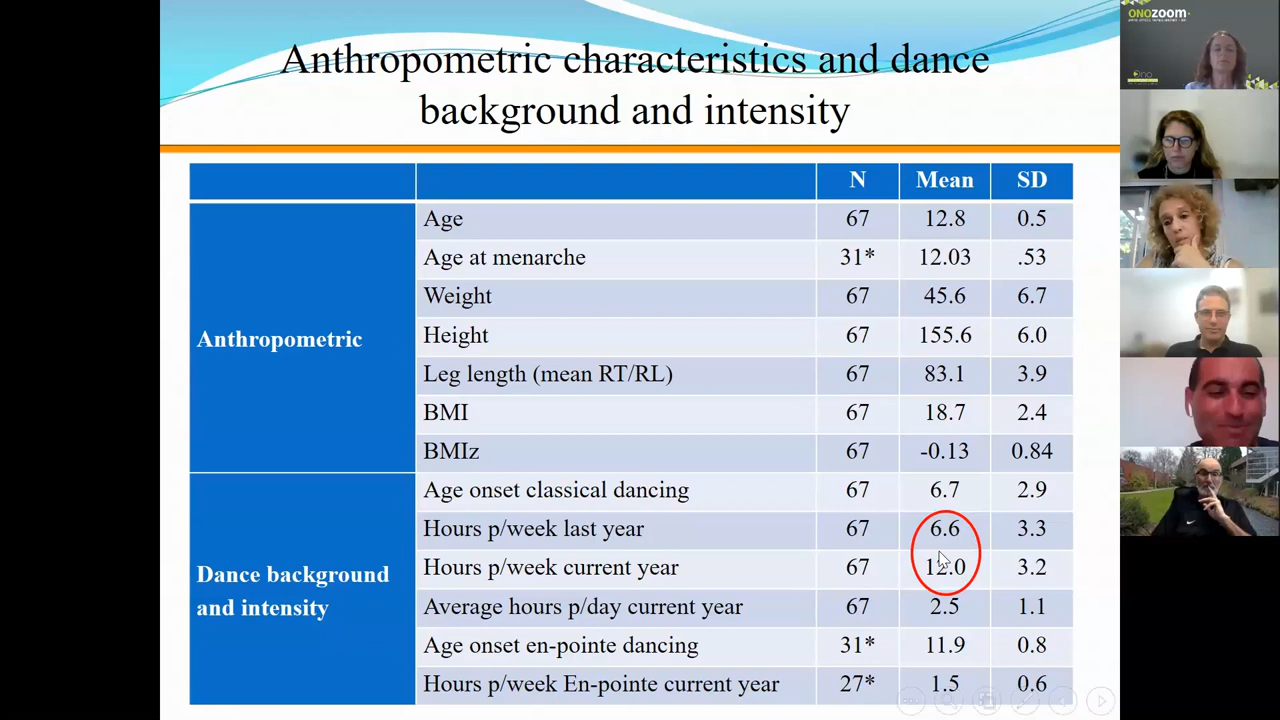 Anthropometric characteristics and dance
background and intensity
N Mean SD
Anthropometric
Age 67 12.8 0.5
Age at menarche 31* 12.03 .53
Weight 67 45.6 6.7
Height 67 155.6 6.0
Leg length (mean RT/RL) 67 83.1 3.9
BMI 67 18.7 2.4
BMIz 67 -0.13 0.84
Dance background
and intensity
Age onset classical dancing 67 6.7 2.9
Hours p/week last year 67 6.6 3.3
Hours p/week current year 67 12.0 3.2
Average hours p/day current year 67 2.5 1.1
Age onset en-pointe dancing 31* 11.9 0.8
Hours p/week En-pointe current year 27* 1.5 0.6
ONOZOOM
Ono